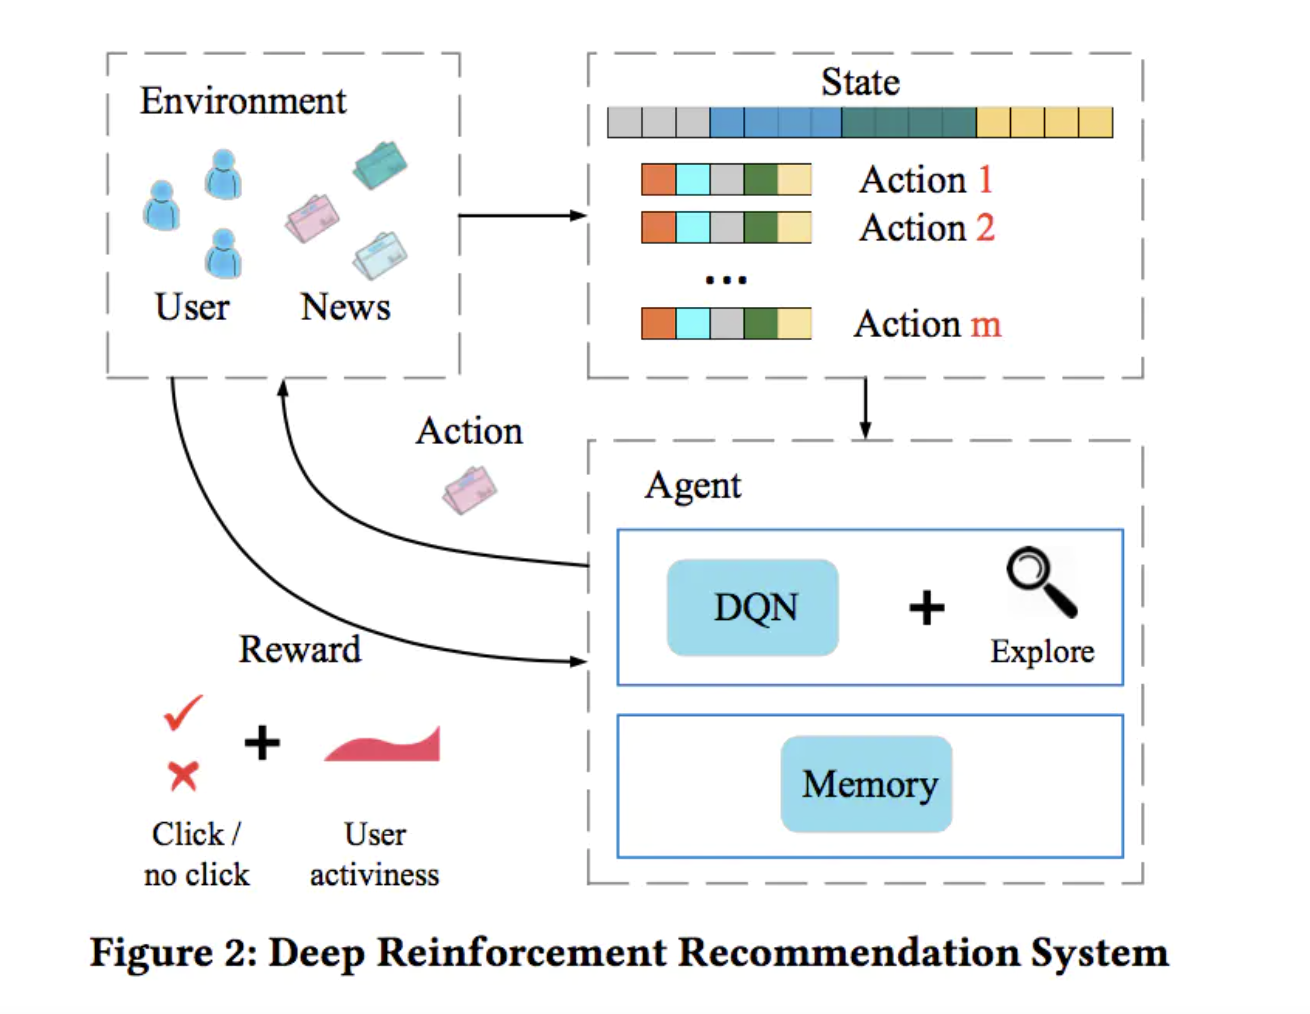 Environment
User
News
State
Action 1
Action 2
...
Action m
Action
Agent
DQN
+
Explore
Memory
Reward
+
Click /
no click
User
activiness
Figure 2: Deep Reinforcement Recommendation System